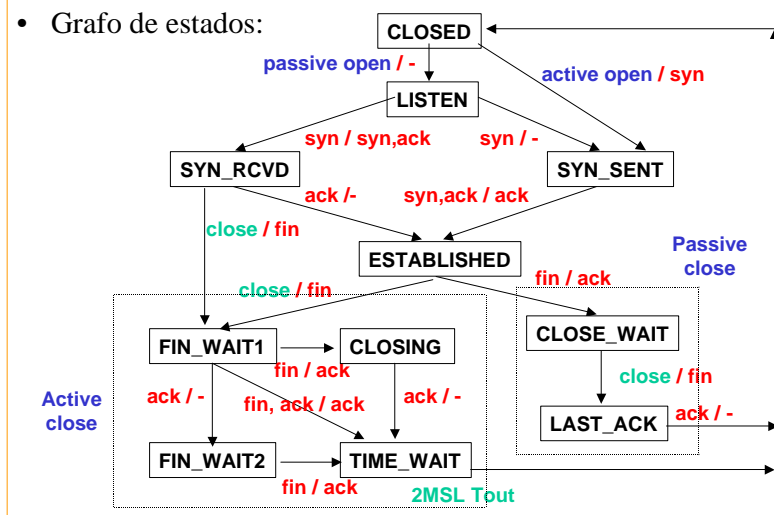 • Grafo de estados:
CLOSED
passive open / -
active open / syn
LISTEN
syn / syn,ack
syn / -
SYN_RCVD
SYN_SENT
ack /-
syn,ack / ack
close / fin
ESTABLISHED
Passive
close
close / fin
fin / ack
FIN_WAIT1
CLOSING
CLOSE_WAIT
fin / ack
close / fin
Active
close
ack / -
fin, ack / ack
ack / -
LAST_ACK
ack / -
FIN_WAIT2
TIME_WAIT
fin / ack
2MSL Tout